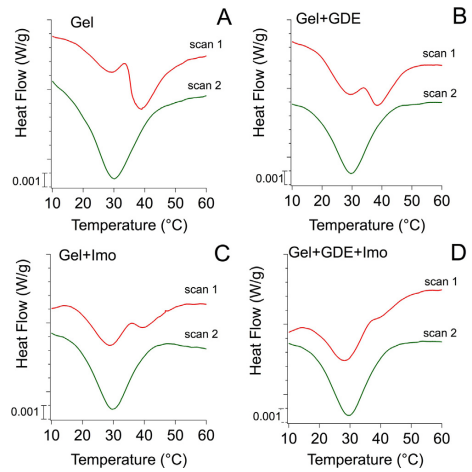 Gel
A
scan 1
scan 2
Heat Flow (W/g)
0.001
10 20 30 40 50 60
Temperature (°C)
Gel+GDE
B
scan 1
scan 2
Heat Flow (W/g)
0.001
10 20 30 40 50 60
Temperature (°C)
Gel+Imo
C
scan 1
scan 2
Heat Flow (W/g)
0.001
10 20 30 40 50 60
Temperature (°C)
Gel+GDE+Imo
D
scan 1
scan 2
Heat Flow (W/g)
0.001
10 20 30 40 50 60
Temperature (°C)